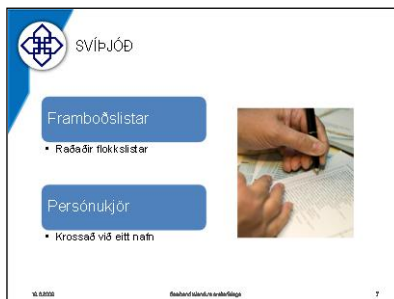 SVÍÞJÓÐ
Framboðslistar
• Raðaðir flokkslistar
Persónukjör
• Krossað við eitt nafn
7